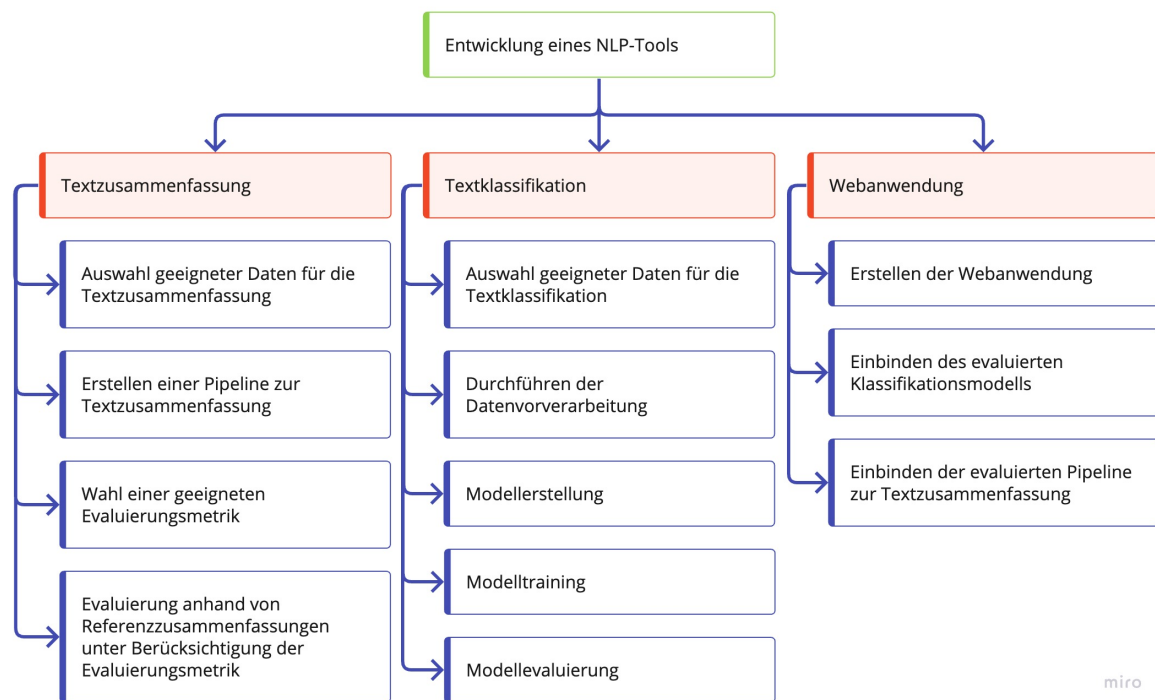 Entwicklung eines NLP-Tools
Textzusammenfassung
Auswahl geeigneter Daten für die
Textzusammenfassung
Erstellen einer Pipeline zur
Textzusammenfassung
Wahl einer geeigneten
Evaluierungsmetrik
Evaluierung anhand von
Referenzzusammenfassungen
unter Berücksichtigung der
Evaluierungsmetrik
Textklassifikation
Auswahl geeigneter Daten für die
Textklassifikation
Durchführen der
Datenvorverarbeitung
Modellerstellung
Modelltraining
Modellevaluierung
Webanwendung
Erstellen der Webanwendung
Einbinden des evaluierten
Klassifikationsmodells
Einbinden der evaluierten Pipeline
zur Textzusammenfassung
miro